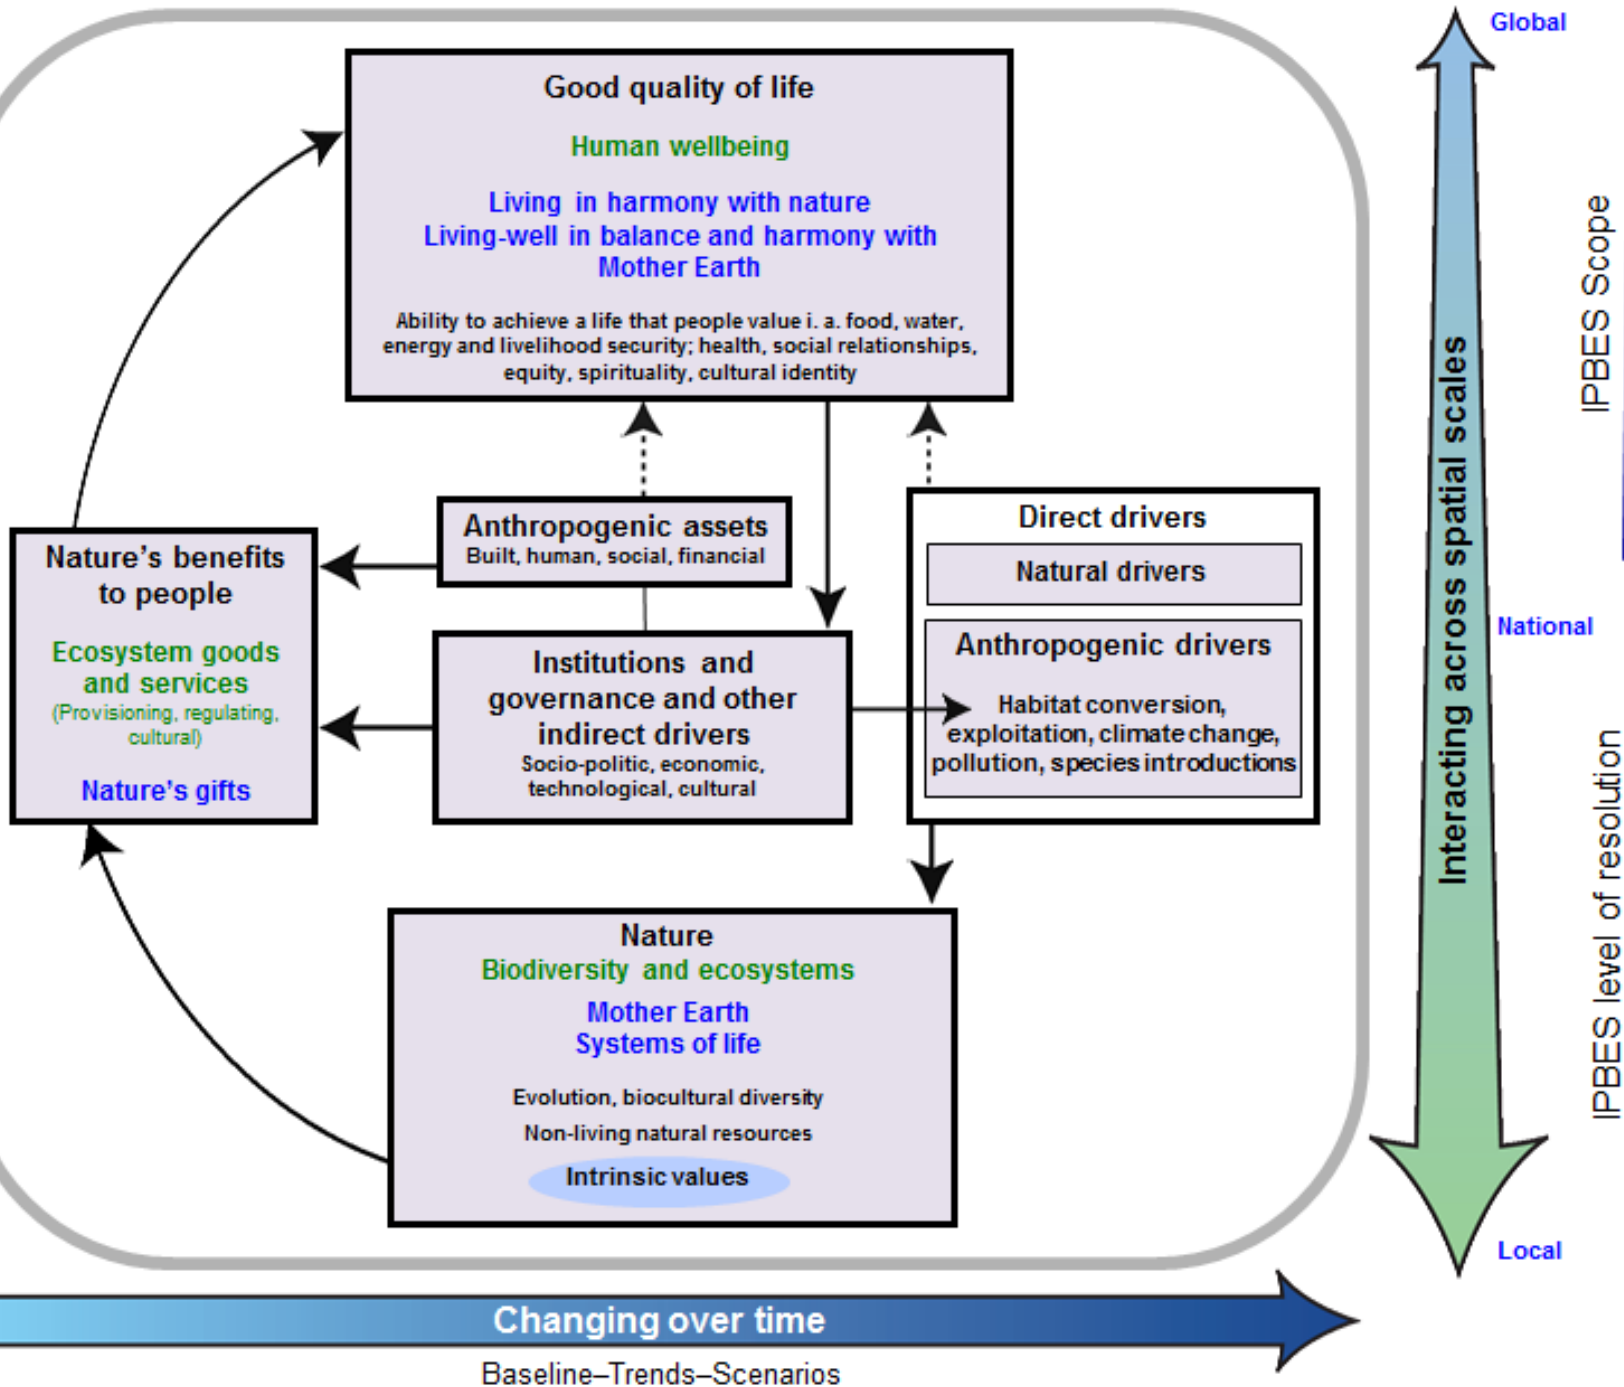 Global
Good quality of life
Human wellbeing
Living in harmony with nature
Living-well in balance and harmony with
Mother Earth
Ability to achieve a life that people value i. a. food, water,
energy and livelihood security; health, social relationships,
equity, spirituality, cultural identity
Anthropogenic assets
Built, human, social, financial
Nature's benefits
to people
Ecosystem goods
and services
(Provisioning, regulating,
cultural)
Nature's gifts
Institutions and
governance and other
indirect drivers
Socio-politic, economic,
technological, cultural
Direct drivers
Natural drivers
Anthropogenic drivers
Habitat conversion,
exploitation, climate change,
pollution, species introductions
Nature
Biodiversity and ecosystems
Mother Earth
Systems of life
Evolution, biocultural diversity
Non-living natural resources
Intrinsic values
Interacting across spatial scales
IPBES Scope
National
IPBES level of resolution
Local
Changing over time
Baseline–Trends–Scenarios